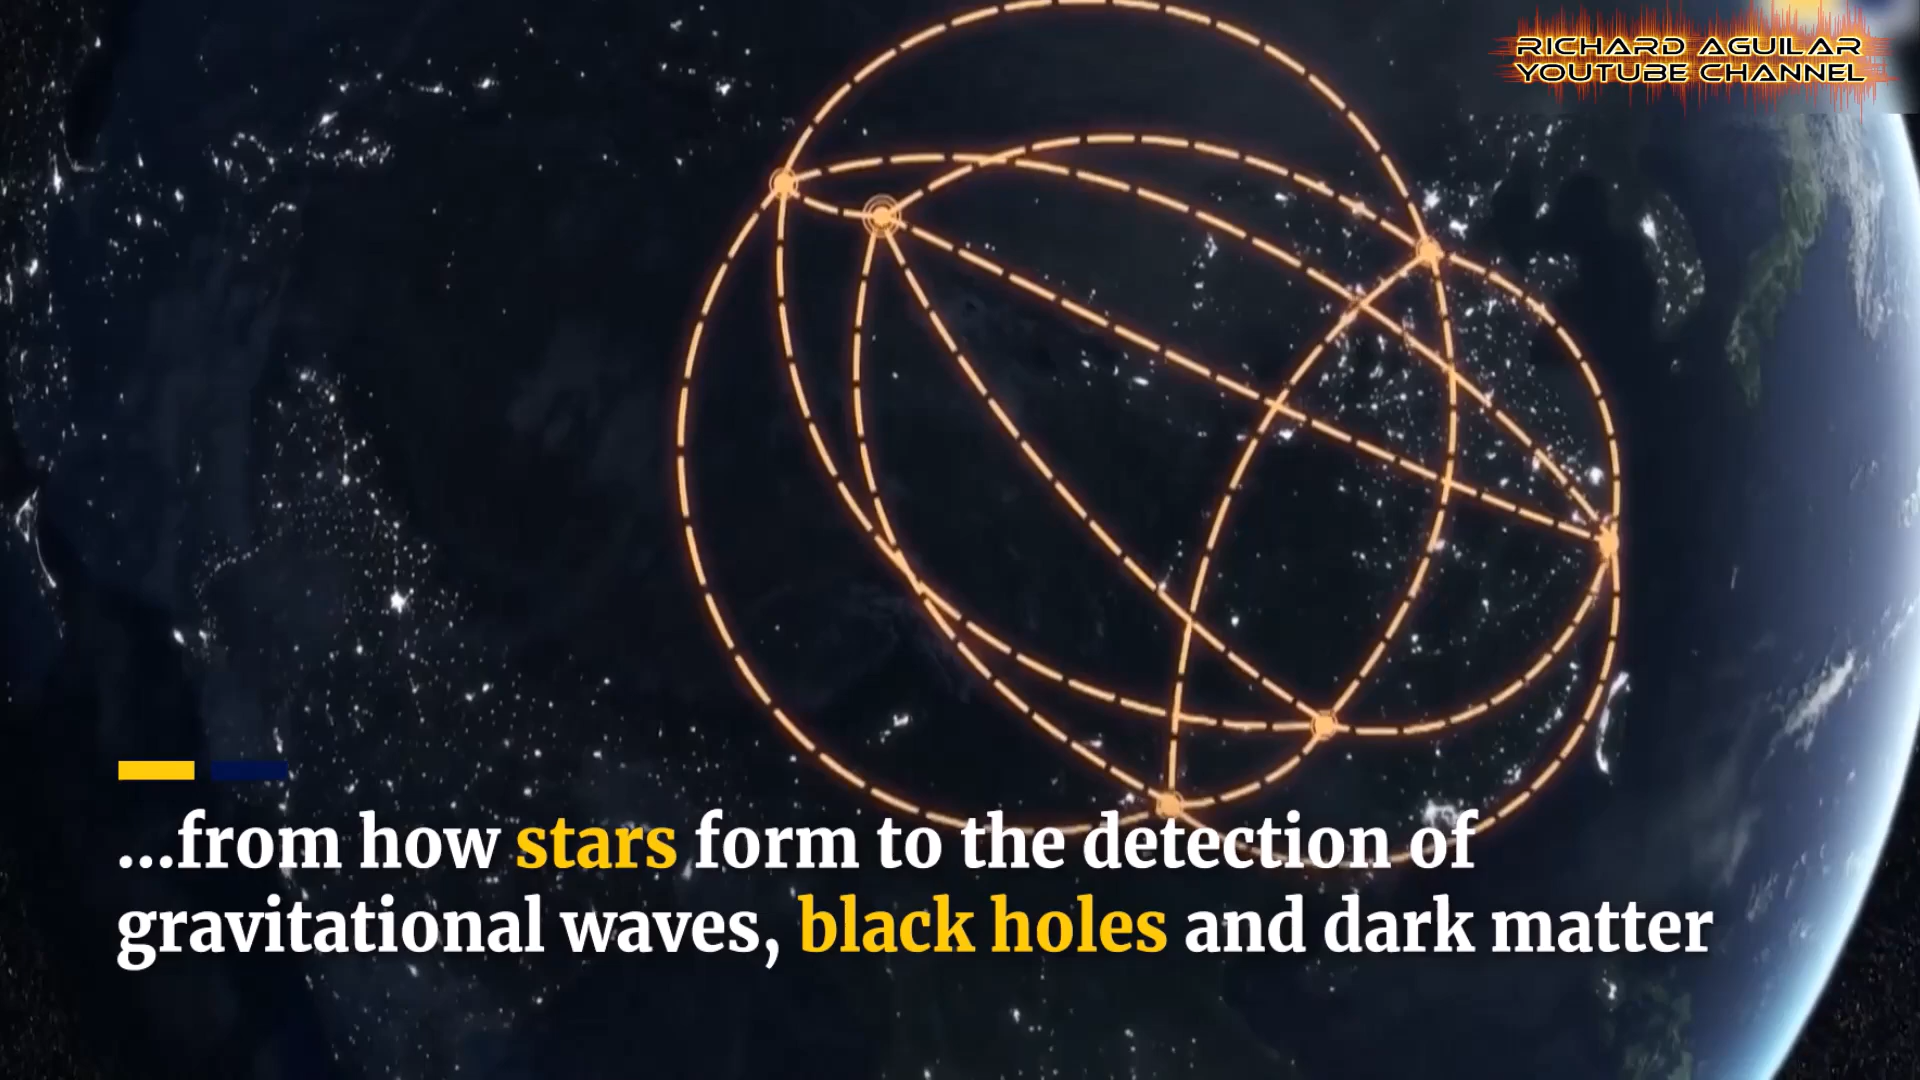 RICHARD AGUILAR
YOUTUBE CHANNEL
...from how stars form to the detection of
gravitational waves, black holes and dark matter